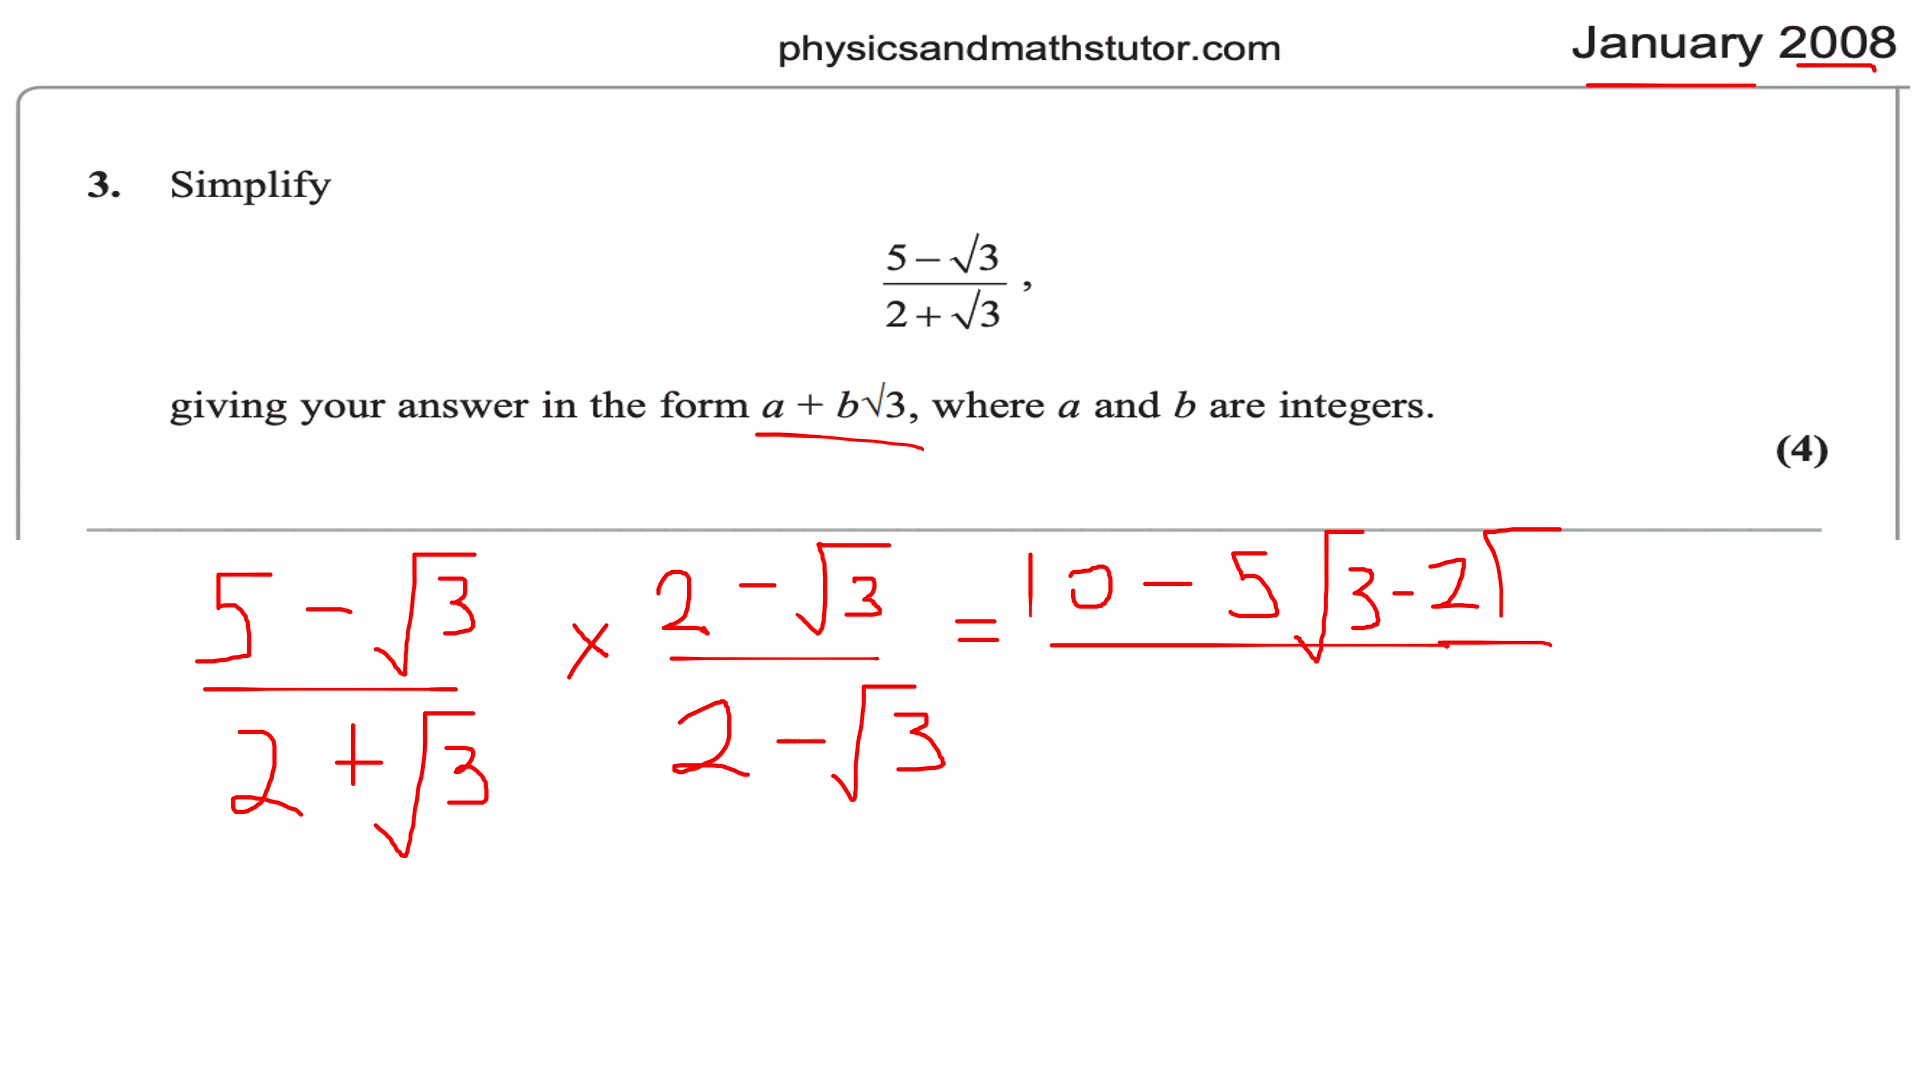 physicsandmathstutor.com January 2008
3. Simplify
5 – √3
2 + √3 ,
giving your answer in the form a + b√3, where a and b are integers.
(4)
5 – √3 × 2 – √3 = 10 – 5√3 - 2√
2 + √3 2 – √3